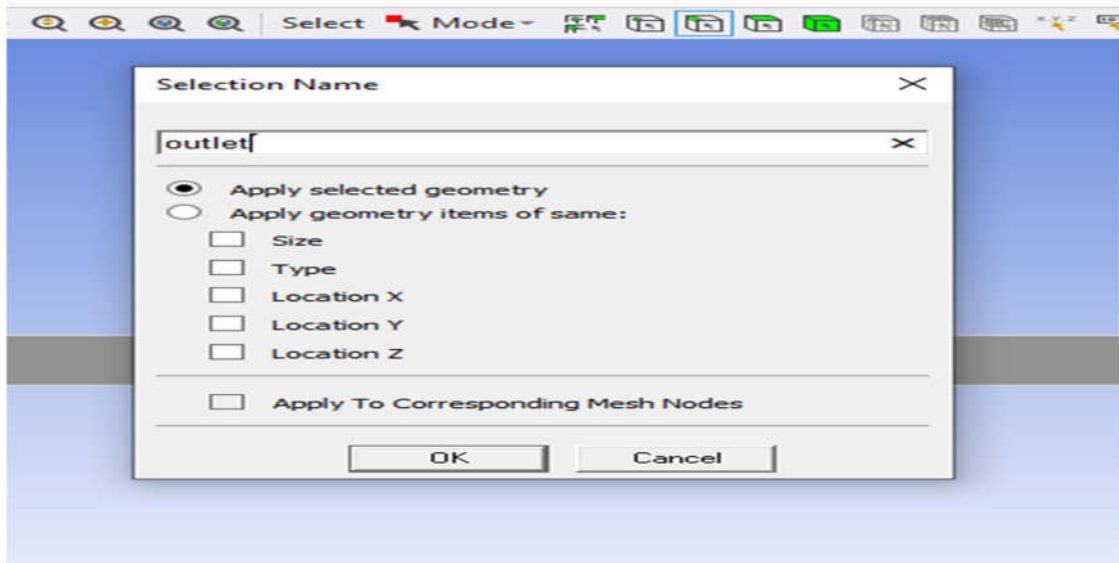 Select Mode
Selection Name
outlet
Apply selected geometry
Apply geometry items of same:
Size
Type
Location X
Location Y
Location Z
Apply To Corresponding Mesh Nodes
OK Cancel